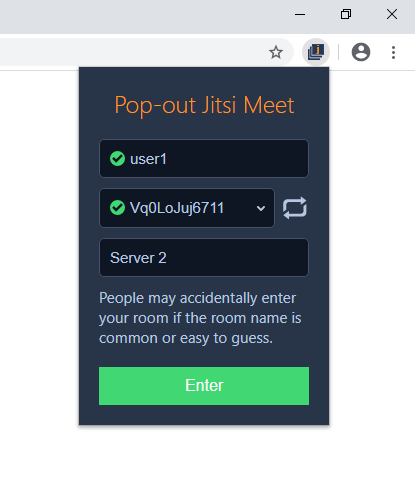 Pop-out Jitsi Meet
user1
Vq0LoJuj6711
Server 2
People may accidentally enter
your room if the room name is
common or easy to guess.
Enter